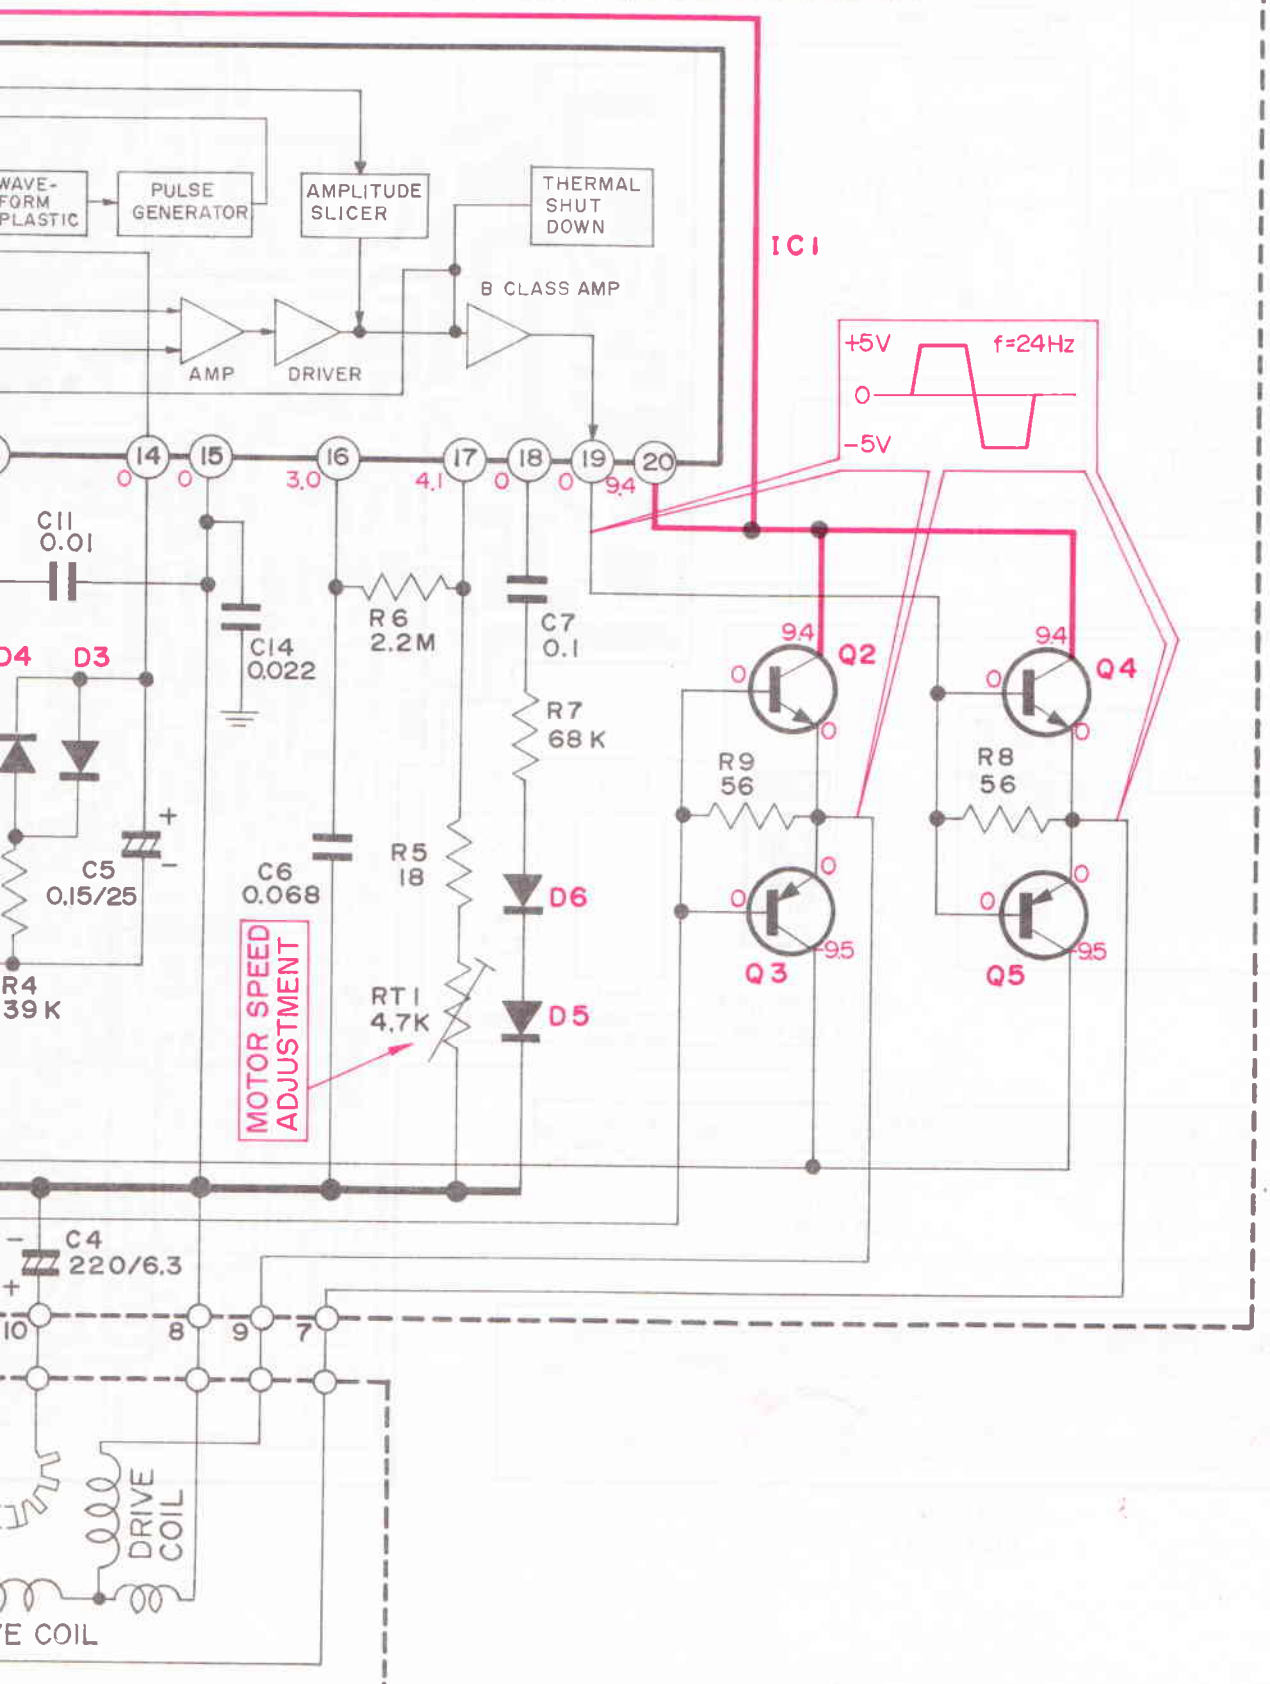 WAVE-
FORM
PLASTIC
PULSE
GENERATOR
AMPLITUDE
SLICER
THERMAL
SHUT
DOWN
IC1
B CLASS AMP
AMP
DRIVER
+5V
f=24Hz
0
-5V
14
15
16
17
18
19
20
0
0
3.0
4.1
0
0
9.4
C11
0.01
C14
0.022
R6
2.2M
C7
0.1
R7
68K
D4
D3
9.4
Q2
0
0
9.4
Q4
0
0
R9
56
R8
56
+
-
C5
0.15/25
C6
0.068
R5
18
D6
0
0
-9.5
Q3
0
0
-9.5
Q5
R4
39K
MOTOR SPEED
ADJUSTMENT
RT1
4.7K
D5
-
C4
220/6.3
+
10
8
9
7
DRIVE
COIL
VE COIL